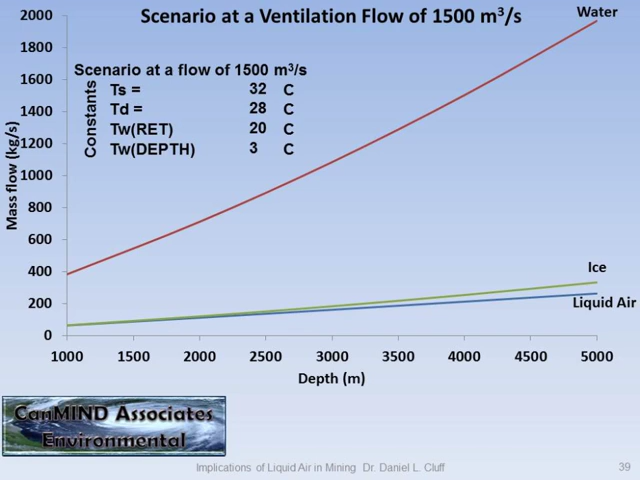 Scenario at a Ventilation Flow of 1500 m³/s
Water
2000
1800
1600
1400
1200
1000
800
600
400
200
0
Mass flow (kg/s)
Scenario at a flow of 1500 m³/s
Constants
Ts = 32 C
Td = 28 C
Tw(RET) 20 C
Tw(DEPTH) 3 C
Ice
Liquid Air
1000 1500 2000 2500 3000 3500 4000 4500 5000
Depth (m)
CanMIND Associates
Environmental
Implications of Liquid Air in Mining Dr. Daniel L. Cluff
39